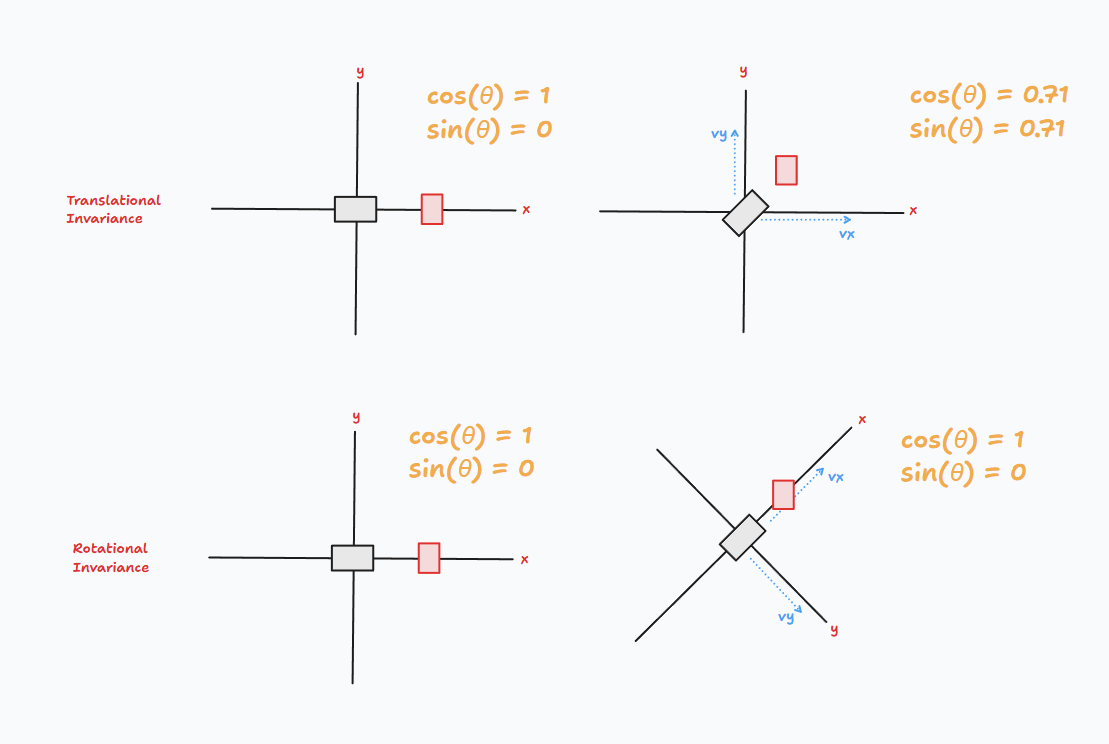 y
cos(θ) = 1
sin(θ) = 0
Translational
Invariance
x
y
cos(θ) = 0.71
sin(θ) = 0.71
vy
x
vx
y
cos(θ) = 1
sin(θ) = 0
Rotational
Invariance
x
x
cos(θ) = 1
sin(θ) = 0
vx
vy
y